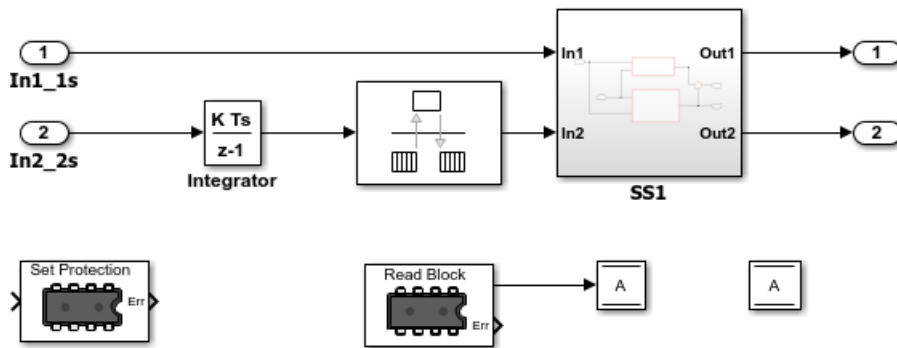 1
In1_1s
In1
Out1
1
2
In2_2s
K Ts
z-1
Integrator
In2
Out2
2
SS1
Set Protection
Err
Read Block
Err
A
A